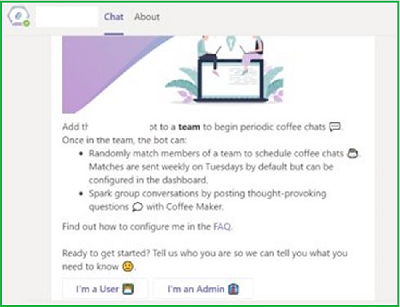 Chat About
Add th ot to a team to begin periodic coffee chats 💬.
Once in the team, the bot can:
• Randomly match members of a team to schedule coffee chats ☕.
Matches are sent weekly on Tuesdays by default but can be
configured in the dashboard.
• Spark group conversations by posting thought-provoking
questions 💬 with Coffee Maker.
Find out how to configure me in the FAQ.
Ready to get started? Tell us who you are so we can tell you what you
need to know 🙂.
I'm a User I'm an Admin